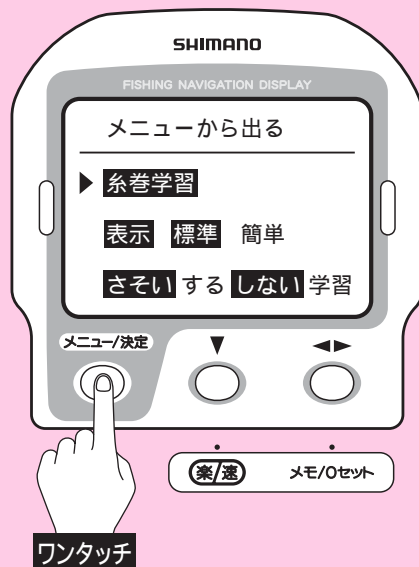 SHIMANO
FISHING NAVIGATION DISPLAY
メニューから出る
▶ 糸巻学習
表示 標準 簡単
さそい する しない 学習
メニュー/決定 ▼ ◀▶
楽/速 メモ/0セット
ワンタッチ